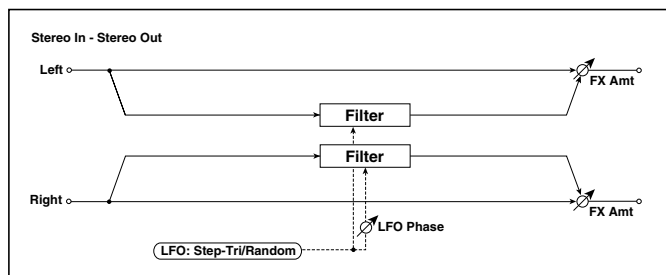 Stereo In - Stereo Out
Left
FX Amt
Filter
Filter
Right
LFO Phase
FX Amt
LFO: Step-Tri/Random